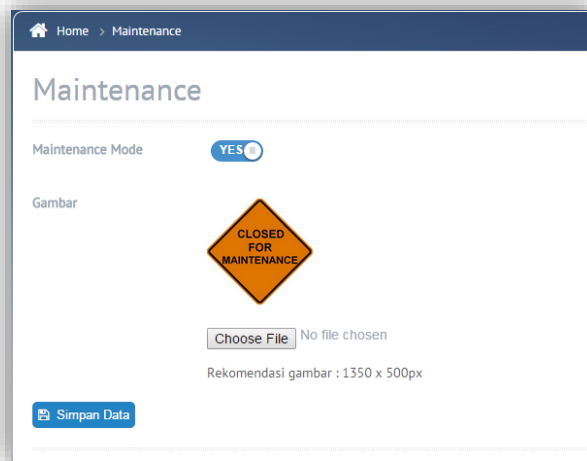 Home > Maintenance
Maintenance
Maintenance Mode YES
Gambar
CLOSED
FOR
MAINTENANCE
Choose File No file chosen
Rekomendasi gambar : 1350 x 500px
Simpan Data